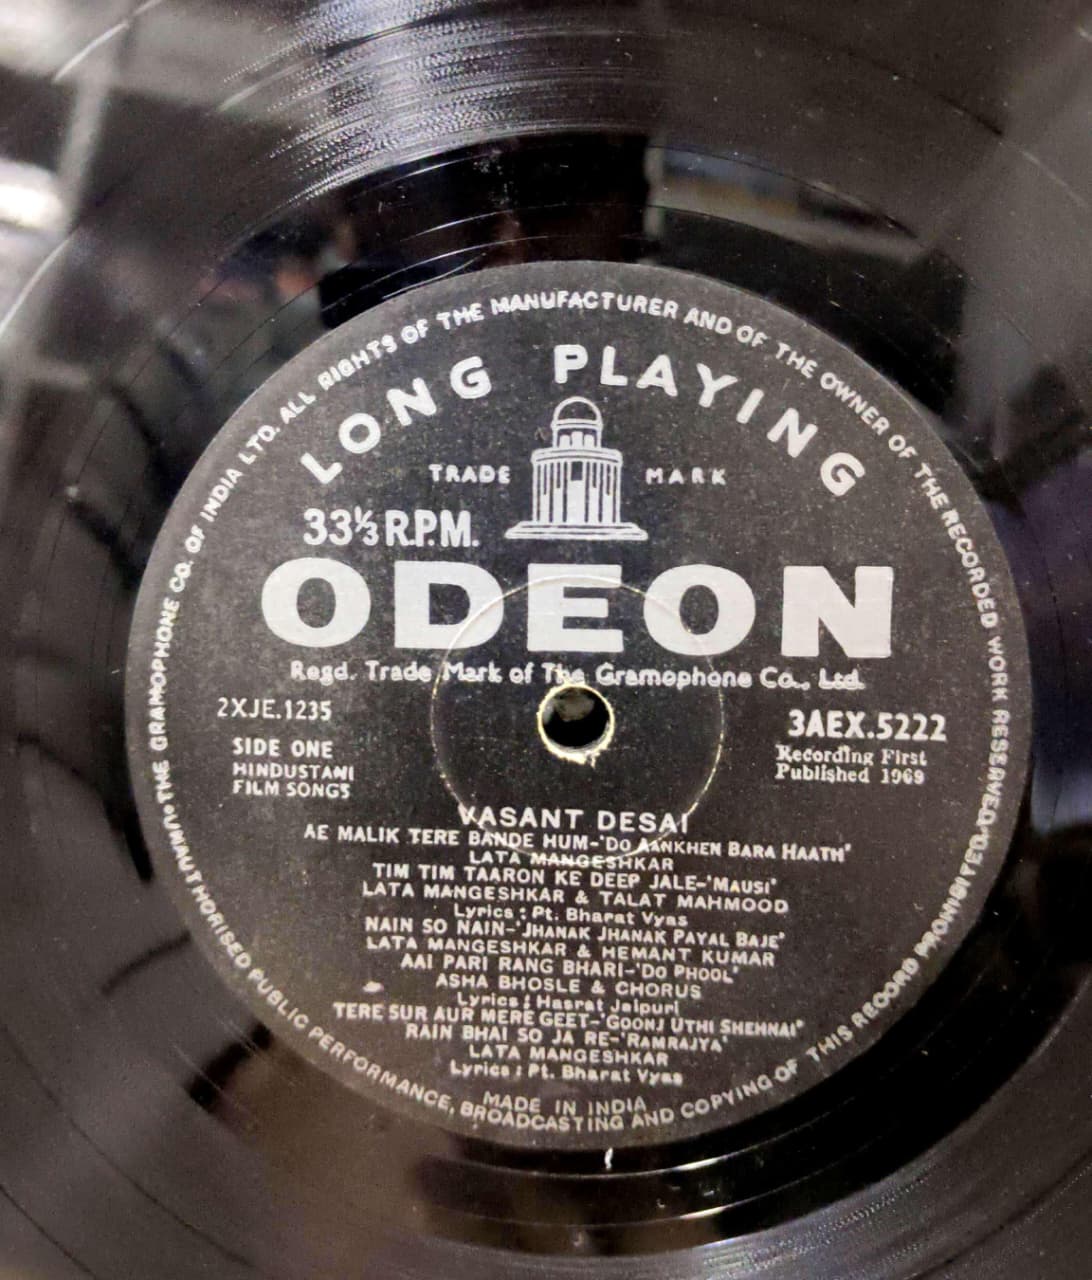 THE GRAMOPHONE CO. OF INDIA LTD. ALL RIGHTS OF THE MANUFACTURER AND OF THE OWNER OF THE RECORDED WORK RESERVED.
UNAUTHORISED PUBLIC PERFORMANCE, BROADCASTING AND COPYING OF THIS RECORD PROHIBITED
LONG PLAYING
TRADE MARK
33⅓ R.P.M.
ODEON
Regd. Trade Mark of The Gramophone Co., Ltd.
2XJE.1235
3AEX.5222
SIDE ONE
HINDUSTANI
FILM SONGS
Recording First
Published 1969
VASANT DESAI
AE MALIK TERE BANDE HUM-'DO AANKHEN BARA HAATH'
LATA MANGESHKAR
TIM TIM TAARON KE DEEP JALE-'MAUSI'
LATA MANGESHKAR & TALAT MAHMOOD
Lyrics : Pt. Bharat Vyas
NAIN SO NAIN-'JHANAK JHANAK PAYAL BAJE'
LATA MANGESHKAR & HEMANT KUMAR
AAI PARI RANG BHARI-'DO PHOOL'
ASHA BHOSLE & CHORUS
Lyrics : Hasrat Jaipuri
TERE SUR AUR MERE GEET-'GOONJ UTHI SHEHNAI'
RAIN BHAI SO JA RE-'RAMRAJYA'
LATA MANGESHKAR
Lyrics : Pt. Bharat Vyas
MADE IN INDIA